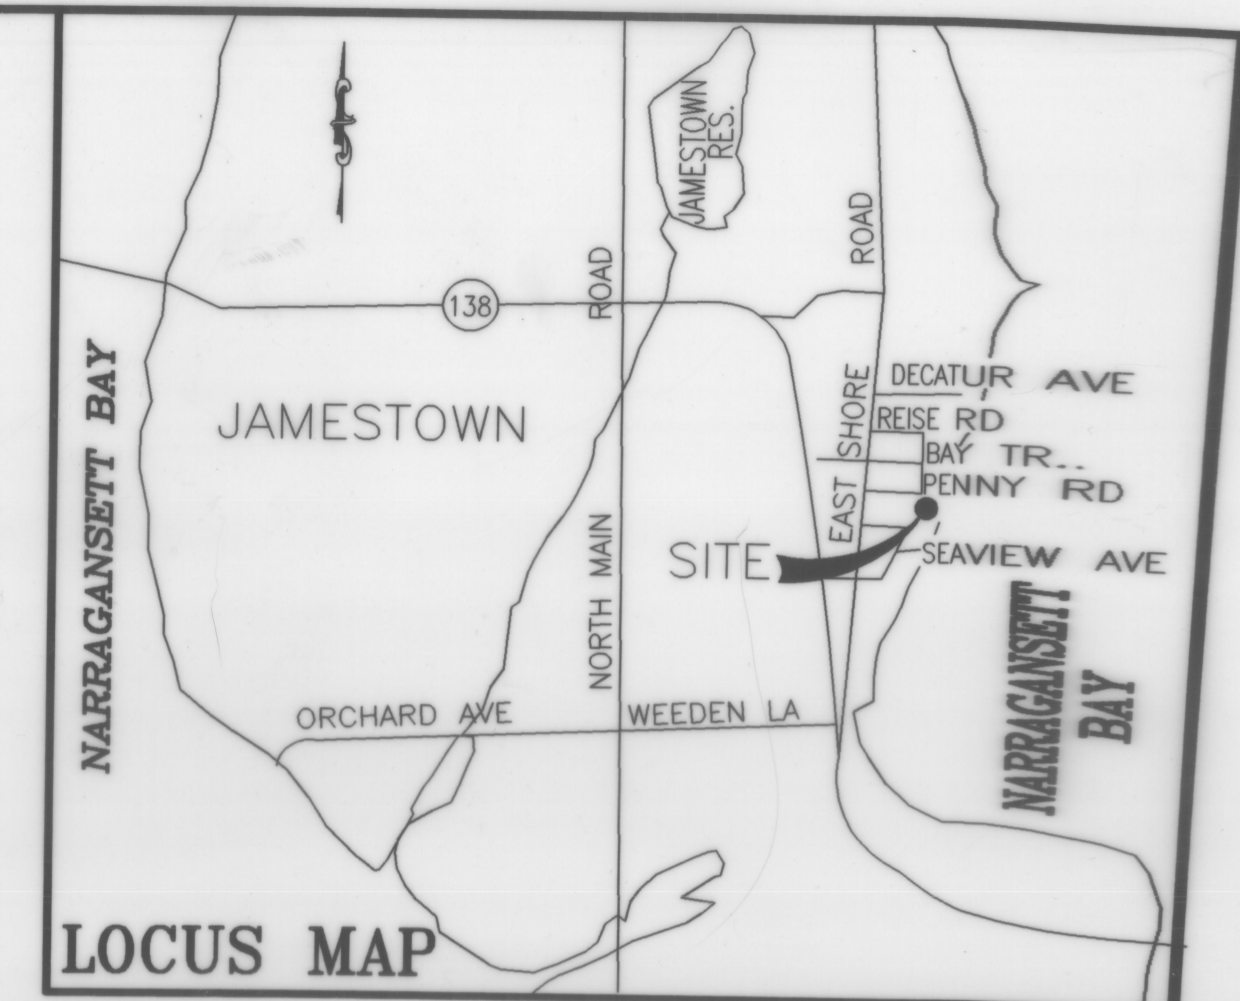 JAMESTOWN
RES.
ROAD
ROAD
138
NARRAGANSETT BAY
JAMESTOWN
DECATUR AVE
REISE RD
BAY TR..
PENNY RD
EAST SHORE
SITE
SEAVIEW AVE
NORTH MAIN
NARRAGANSETT
BAY
ORCHARD AVE
WEEDEN LA
LOCUS MAP